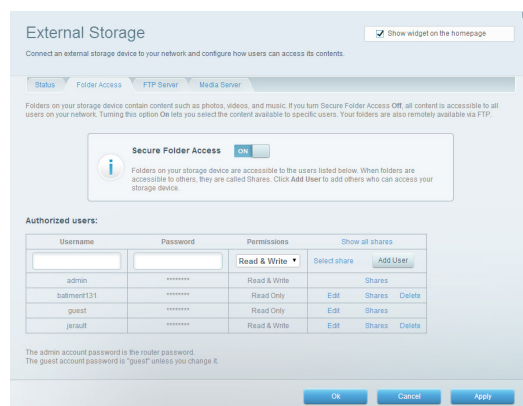 External Storage
Show widget on the homepage
Connect an external storage device to your network and configure how users can access its contents.
Status Folder Access FTP Server Media Server
Folders on your storage device contain content such as photos, videos, and music. If you turn Secure Folder Access Off, all content is accessible to all
users on your network. Turning this option On lets you select the content available to specific users. Your folders are also remotely available via FTP.
Secure Folder Access ON
Folders on your storage device are accessible to the users listed below. When folders are
accessible to others, they are called Shares. Click Add User to add others who can access your
storage device.
Authorized users:
Username Password Permissions Show all shares
Read & Write Select share Add User
admin ******** Read & Write Shares
batiment131 ******** Read Only Edit Shares Delete
guest ******** Read Only Edit Shares
jerault ******** Read & Write Edit Shares Delete
The admin account password is the router password.
The guest account password is "guest" unless you change it.
Ok Cancel Apply